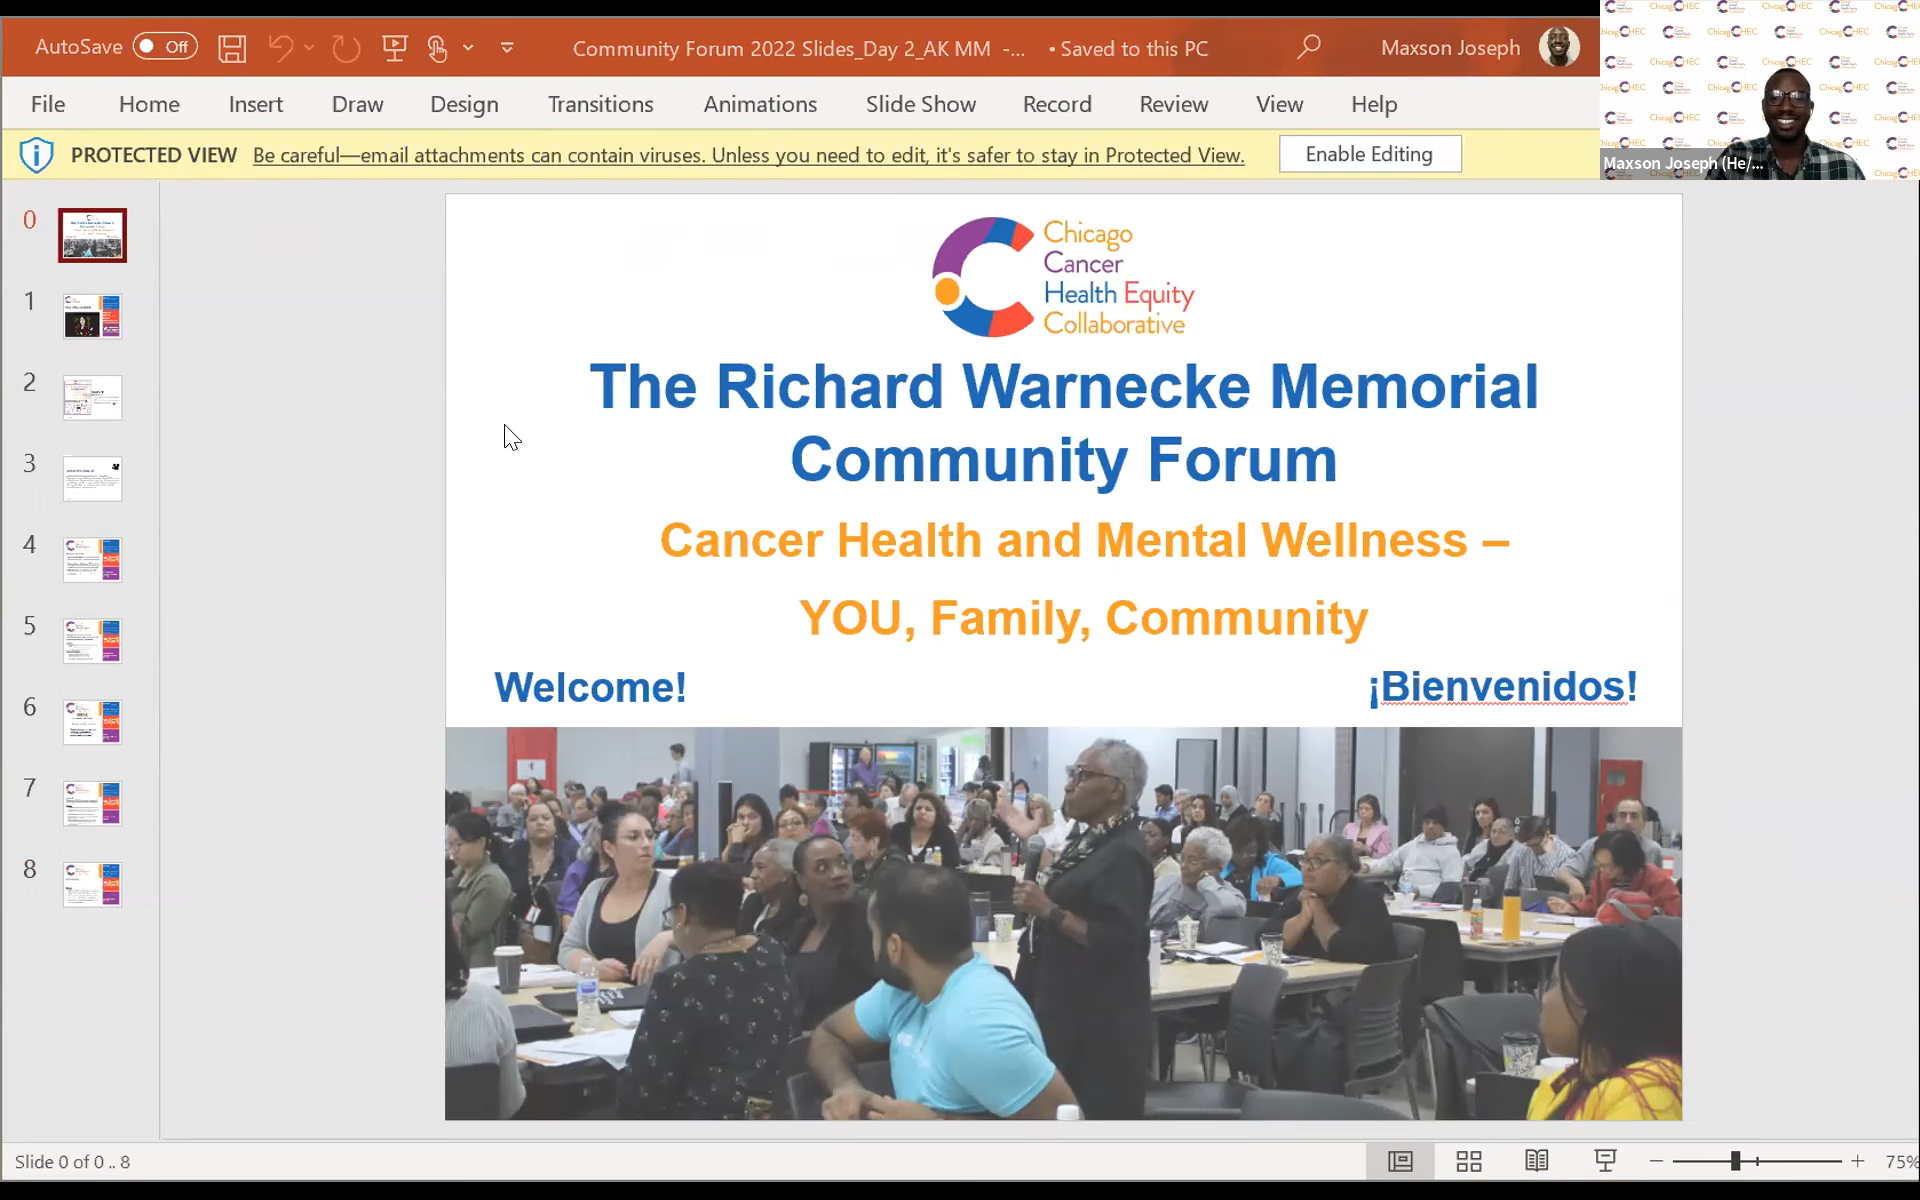 AutoSave Off Community Forum 2022 Slides_Day 2_AK MM -... • Saved to this PC Maxson Joseph
File Home Insert Draw Design Transitions Animations Slide Show Record Review View Help
PROTECTED VIEW Be careful—email attachments can contain viruses. Unless you need to edit, it's safer to stay in Protected View. Enable Editing
Maxson Joseph (He/...
0
1
2
3
4
5
6
7
8
Chicago
Cancer
Health Equity
Collaborative
The Richard Warnecke Memorial
Community Forum
Cancer Health and Mental Wellness –
YOU, Family, Community
Welcome! ¡Bienvenidos!
Slide 0 of 0 .. 8 75%